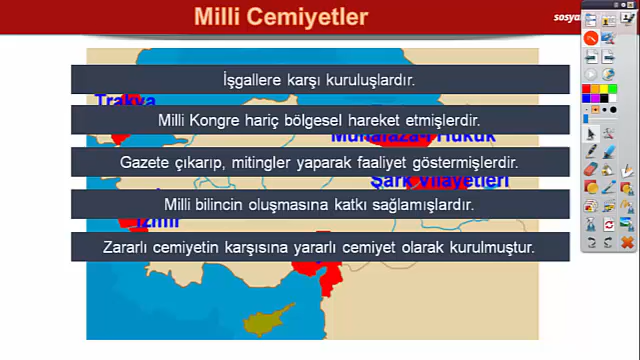 Milli Cemiyetler
sosya
İşgallere karşı kuruluşlardır.
Trakya
Milli Kongre hariç bölgesel hareket etmişlerdir.
Müdafaza-i Hukuk
Gazete çıkarıp, mitingler yaparak faaliyet göstermişlerdir.
Şark Vilayetleri
Milli bilincin oluşmasına katkı sağlamışlardır.
İzmir
Zararlı cemiyetin karşısına yararlı cemiyet olarak kurulmuştur.